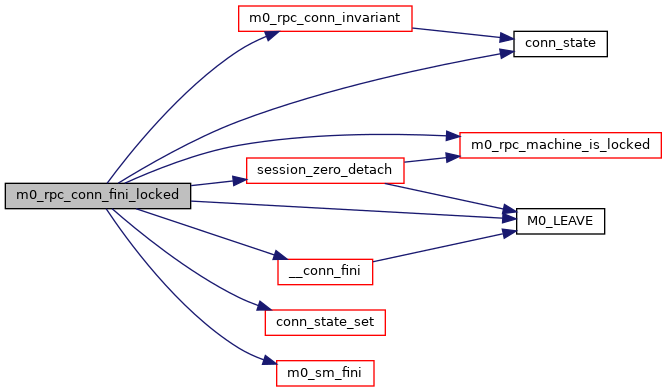 m0_rpc_conn_invariant
conn_state
m0_rpc_machine_is_locked
session_zero_detach
m0_rpc_conn_fini_locked
M0_LEAVE
__conn_fini
conn_state_set
m0_sm_fini